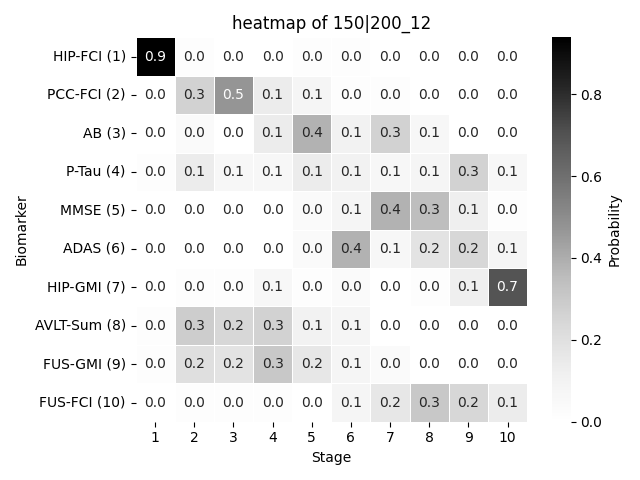 heatmap of 150|200_12
HIP-FCI (1) 0.9 0.0 0.0 0.0 0.0 0.0 0.0 0.0 0.0 0.0
PCC-FCI (2) 0.0 0.3 0.5 0.1 0.1 0.0 0.0 0.0 0.0 0.0
AB (3) 0.0 0.0 0.0 0.1 0.4 0.1 0.3 0.1 0.0 0.0
P-Tau (4) 0.0 0.1 0.1 0.1 0.1 0.1 0.1 0.1 0.3 0.1
MMSE (5) 0.0 0.0 0.0 0.0 0.0 0.1 0.4 0.3 0.1 0.0
ADAS (6) 0.0 0.0 0.0 0.0 0.0 0.4 0.1 0.2 0.2 0.1
HIP-GMI (7) 0.0 0.0 0.0 0.1 0.0 0.0 0.0 0.0 0.1 0.7
AVLT-Sum (8) 0.0 0.3 0.2 0.3 0.1 0.1 0.0 0.0 0.0 0.0
FUS-GMI (9) 0.0 0.2 0.2 0.3 0.2 0.1 0.0 0.0 0.0 0.0
FUS-FCI (10) 0.0 0.0 0.0 0.0 0.0 0.1 0.2 0.3 0.2 0.1
1 2 3 4 5 6 7 8 9 10
Stage
Biomarker
0.8
0.6
0.4
0.2
0.0
Probability